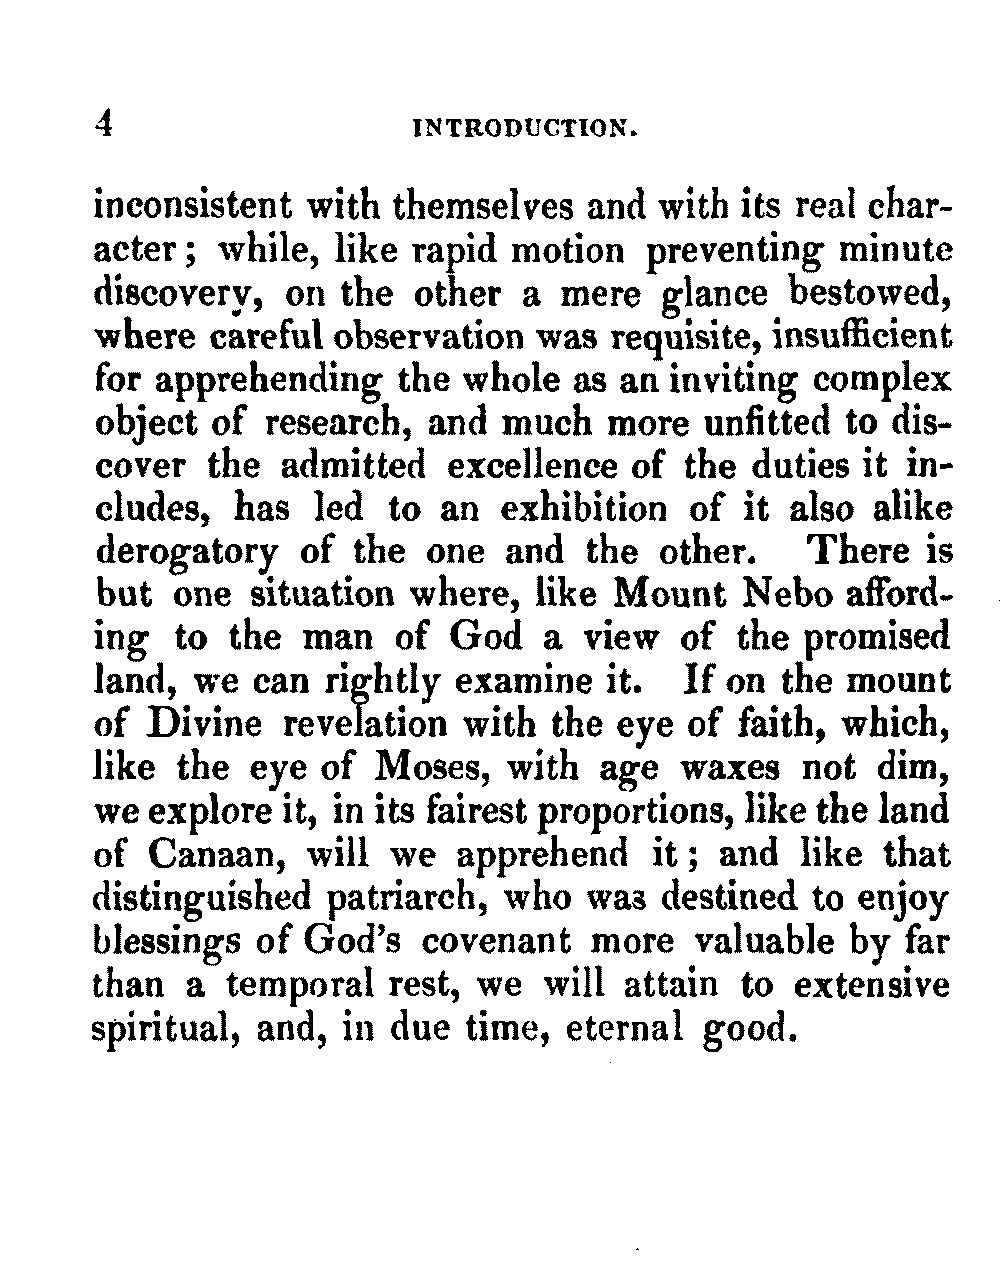 4 INTRODUCTION.
inconsistent with themselves and with its real char-
acter; while, like rapid motion preventing minute
discovery, on the other a mere glance bestowed,
where careful observation was requisite, insufficient
for apprehending the whole as an inviting complex
object of research, and much more unfitted to dis-
cover the admitted excellence of the duties it in-
cludes, has led to an exhibition of it also alike
derogatory of the one and the other. There is
but one situation where, like Mount Nebo afford-
ing to the man of God a view of the promised
land, we can rightly examine it. If on the mount
of Divine revelation with the eye of faith, which,
like the eye of Moses, with age waxes not dim,
we explore it, in its fairest proportions, like the land
of Canaan, will we apprehend it; and like that
distinguished patriarch, who was destined to enjoy
blessings of God's covenant more valuable by far
than a temporal rest, we will attain to extensive
spiritual, and, in due time, eternal good.